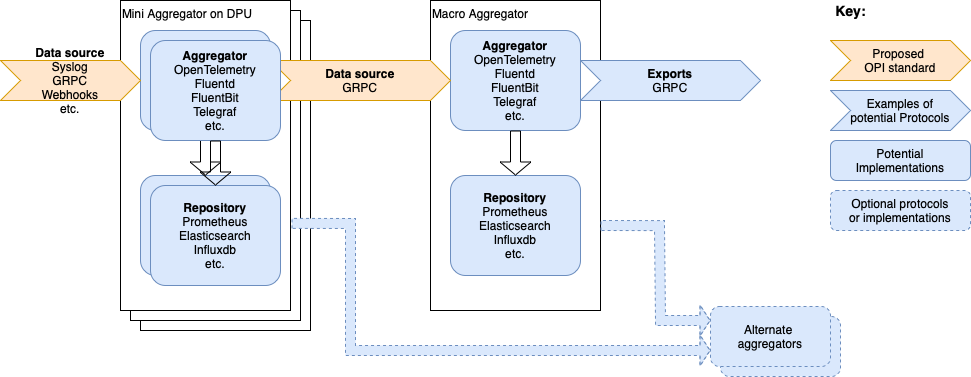 Mini Aggregator on DPU
Data source
Syslog
GRPC
Webhooks
etc.
Aggregator
OpenTelemetry
Fluentd
FluentBit
Telegraf
etc.
Repository
Prometheus
Elasticsearch
Influxdb
etc.
Data source
GRPC
Macro Aggregator
Aggregator
OpenTelemetry
Fluentd
FluentBit
Telegraf
etc.
Repository
Prometheus
Elasticsearch
Influxdb
etc.
Exports
GRPC
Alternate
aggregators
Key:
Proposed
OPI standard
Examples of
potential Protocols
Potential
Implementations
Optional protocols
or implementations